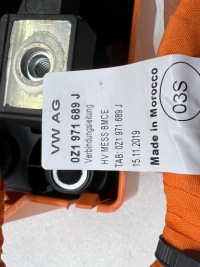 VW AG
0Z1 971 689 J
Verbindungsleitung
HV MESS BMCE
TAB: 0Z1 971 689 J
15.11.2019
Made in Morocco
03S